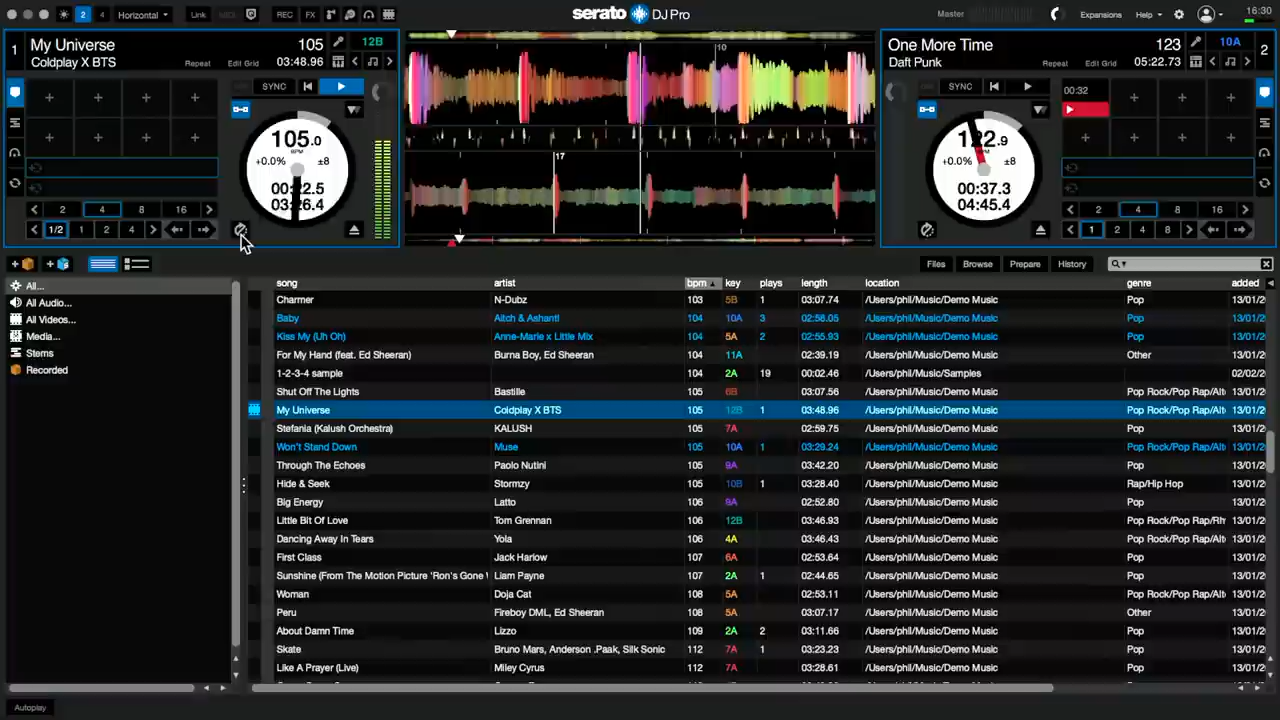 2 4 Horizontal Link MIDI REC FX serato DJ Pro Master Expansions Help 16:30
1 My Universe 105 12B
Coldplay X BTS Repeat Edit Grid 03:48.96
SYNC
105.0
BPM
+0.0% ±8
03:26.4
2 4 8 16
1/2 1 2 4
10
17
One More Time 123 10A 2
Daft Punk Repeat Edit Grid 05:22.73
SYNC 00:32
BPM
+0.0% ±8
00:37.3
04:45.4
2 4 8 16
1 2 4 8
Files Browse Prepare History
All...
All Audio...
All Videos...
Media...
Stems
Recorded
song artist bpm key plays length location genre added
Charmer N-Dubz 103 5B 1 03:07.74 /Users/phil/Music/Demo Music Pop 13/01/2
Baby Aitch & Ashanti 104 10A 3 02:58.05 /Users/phil/Music/Demo Music Pop 13/01/2
Kiss My (Uh Oh) Anne-Marie x Little Mix 104 5A 2 02:55.93 /Users/phil/Music/Demo Music Pop 13/01/2
For My Hand (feat. Ed Sheeran) Burna Boy, Ed Sheeran 104 11A 02:39.19 /Users/phil/Music/Demo Music Other 13/01/2
1-2-3-4 sample 104 2A 19 00:02.46 /Users/phil/Music/Samples 02/02/2
Shut Off The Lights Bastille 105 6B 03:07.56 /Users/phil/Music/Demo Music Pop Rock/Pop Rap/Alt 13/01/2
My Universe Coldplay X BTS 105 12B 1 03:48.96 /Users/phil/Music/Demo Music Pop Rock/Pop Rap/Alt 13/01/2
Stefania (Kalush Orchestra) KALUSH 105 7A 02:59.75 /Users/phil/Music/Demo Music Pop 13/01/2
Won't Stand Down Muse 105 10A 1 03:29.24 /Users/phil/Music/Demo Music Pop Rock/Pop Rap/Alt 13/01/2
Through The Echoes Paolo Nutini 105 9A 03:42.20 /Users/phil/Music/Demo Music Pop 13/01/2
Hide & Seek Stormzy 105 10B 1 03:28.40 /Users/phil/Music/Demo Music Rap/Hip Hop 13/01/2
Big Energy Latto 106 9A 02:52.80 /Users/phil/Music/Demo Music Pop 13/01/2
Little Bit Of Love Tom Grennan 106 12B 03:46.93 /Users/phil/Music/Demo Music Pop Rock/Pop Rap/Rh 13/01/2
Dancing Away In Tears Yola 106 4A 03:46.43 /Users/phil/Music/Demo Music Pop Rock/Pop Rap/Alt 13/01/2
First Class Jack Harlow 107 6A 02:53.64 /Users/phil/Music/Demo Music Pop 13/01/2
Sunshine (From The Motion Picture 'Ron's Gone Liam Payne 107 2A 1 02:44.65 /Users/phil/Music/Demo Music Pop 13/01/2
Woman Doja Cat 108 5A 02:53.11 /Users/phil/Music/Demo Music Pop Rock/Pop Rap/Alt 13/01/2
Peru Fireboy DML, Ed Sheeran 108 5A 03:07.17 /Users/phil/Music/Demo Music Other 13/01/2
About Damn Time Lizzo 109 2A 2 03:11.66 /Users/phil/Music/Demo Music Pop 13/01/2
Skate Bruno Mars, Anderson .Paak, Silk Sonic 112 7A 1 03:23.23 /Users/phil/Music/Demo Music Pop 13/01/2
Like A Prayer (Live) Miley Cyrus 112 7A 03:28.61 /Users/phil/Music/Demo Music Pop 13/01/2
Autoplay